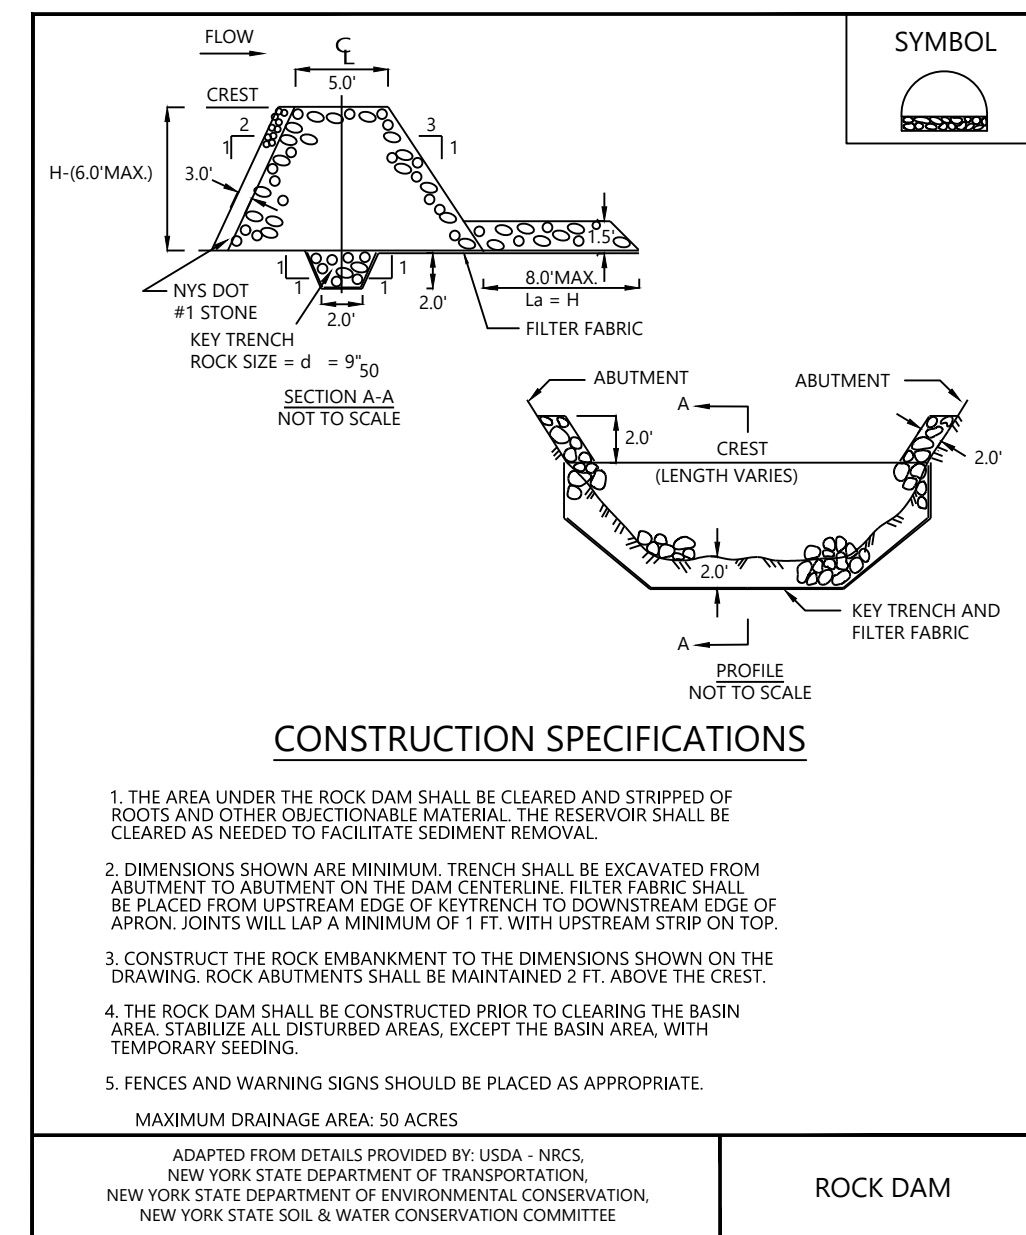 FLOW
CL
5.0'
CREST
2
1
3
1
H-(6.0'MAX.)
3.0'
1.5'
1
1
1
1
2.0'
2.0'
8.0'MAX.
La = H
NYS DOT
#1 STONE
FILTER FABRIC
KEY TRENCH
ROCK SIZE = d = 9"
50
SECTION A-A
NOT TO SCALE
SYMBOL
ABUTMENT
ABUTMENT
A
2.0'
CREST
(LENGTH VARIES)
2.0'
2.0'
KEY TRENCH AND
FILTER FABRIC
A
PROFILE
NOT TO SCALE
CONSTRUCTION SPECIFICATIONS
1. THE AREA UNDER THE ROCK DAM SHALL BE CLEARED AND STRIPPED OF
ROOTS AND OTHER OBJECTIONABLE MATERIAL. THE RESERVOIR SHALL BE
CLEARED AS NEEDED TO FACILITATE SEDIMENT REMOVAL.
2. DIMENSIONS SHOWN ARE MINIMUM. TRENCH SHALL BE EXCAVATED FROM
ABUTMENT TO ABUTMENT ON THE DAM CENTERLINE. FILTER FABRIC SHALL
BE PLACED FROM UPSTREAM EDGE OF KEYTRENCH TO DOWNSTREAM EDGE OF
APRON. JOINTS WILL LAP A MINIMUM OF 1 FT. WITH UPSTREAM STRIP ON TOP.
3. CONSTRUCT THE ROCK EMBANKMENT TO THE DIMENSIONS SHOWN ON THE
DRAWING. ROCK ABUTMENTS SHALL BE MAINTAINED 2 FT. ABOVE THE CREST.
4. THE ROCK DAM SHALL BE CONSTRUCTED PRIOR TO CLEARING THE BASIN
AREA. STABILIZE ALL DISTURBED AREAS, EXCEPT THE BASIN AREA, WITH
TEMPORARY SEEDING.
5. FENCES AND WARNING SIGNS SHOULD BE PLACED AS APPROPRIATE.
MAXIMUM DRAINAGE AREA: 50 ACRES
ADAPTED FROM DETAILS PROVIDED BY: USDA - NRCS,
NEW YORK STATE DEPARTMENT OF TRANSPORTATION,
NEW YORK STATE DEPARTMENT OF ENVIRONMENTAL CONSERVATION,
NEW YORK STATE SOIL & WATER CONSERVATION COMMITTEE
ROCK DAM